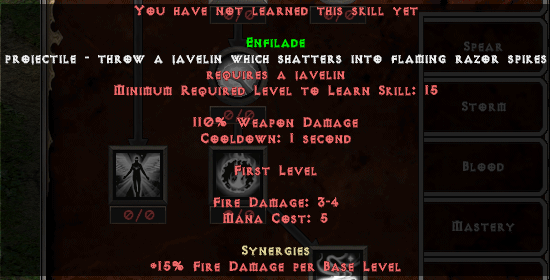 You have not learned this skill yet
Enfilade
projectile - throw a javelin which shatters into flaming razor spikes
requires a javelin
Minimum Required Level to Learn Skill: 15
0/0
110% Weapon Damage
Cooldown: 1 second
First Level
Fire Damage: 3-4
Mana Cost: 5
0/0
0/0
Synergies
+15% Fire Damage per Base Level
Spear
Storm
Blood
Mastery